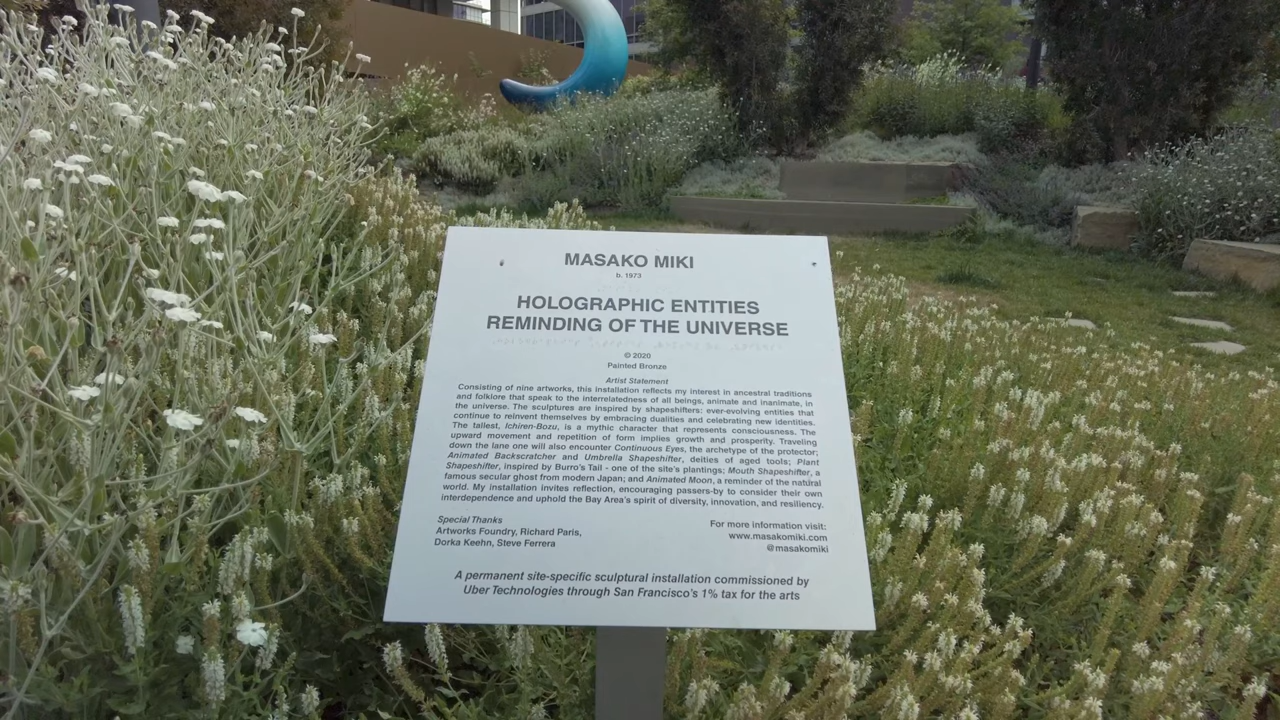 MASAKO MIKI
b. 1973
HOLOGRAPHIC ENTITIES
REMINDING OF THE UNIVERSE
© 2020
Painted Bronze
Artist Statement
Consisting of nine artworks, this installation reflects my interest in ancestral traditions
and folklore that speak to the interrelatedness of all beings, animate and inanimate, in
the universe. The sculptures are inspired by shapeshifters: ever-evolving entities that
continue to reinvent themselves by embracing dualities and celebrating new identities.
The tallest, Ichiren-Bozu, is a mythic character that represents consciousness. The
upward movement and repetition of form implies growth and prosperity. Traveling
down the lane one will also encounter Continuous Eyes, the archetype of the protector;
Animated Backscratcher and Umbrella Shapeshifter, deities of aged tools; Plant
Shapeshifter, inspired by Burro's Tail - one of the site's plantings; Mouth Shapeshifter, a
famous secular ghost from modern Japan; and Animated Moon, a reminder of the natural
world. My installation invites reflection, encouraging passers-by to consider their own
interdependence and uphold the Bay Area's spirit of diversity, innovation, and resiliency.
Special Thanks
Artworks Foundry, Richard Paris,
Dorka Keehn, Steve Ferrera
For more information visit:
www.masakomiki.com
@masakomiki
A permanent site-specific sculptural installation commissioned by
Uber Technologies through San Francisco's 1% tax for the arts